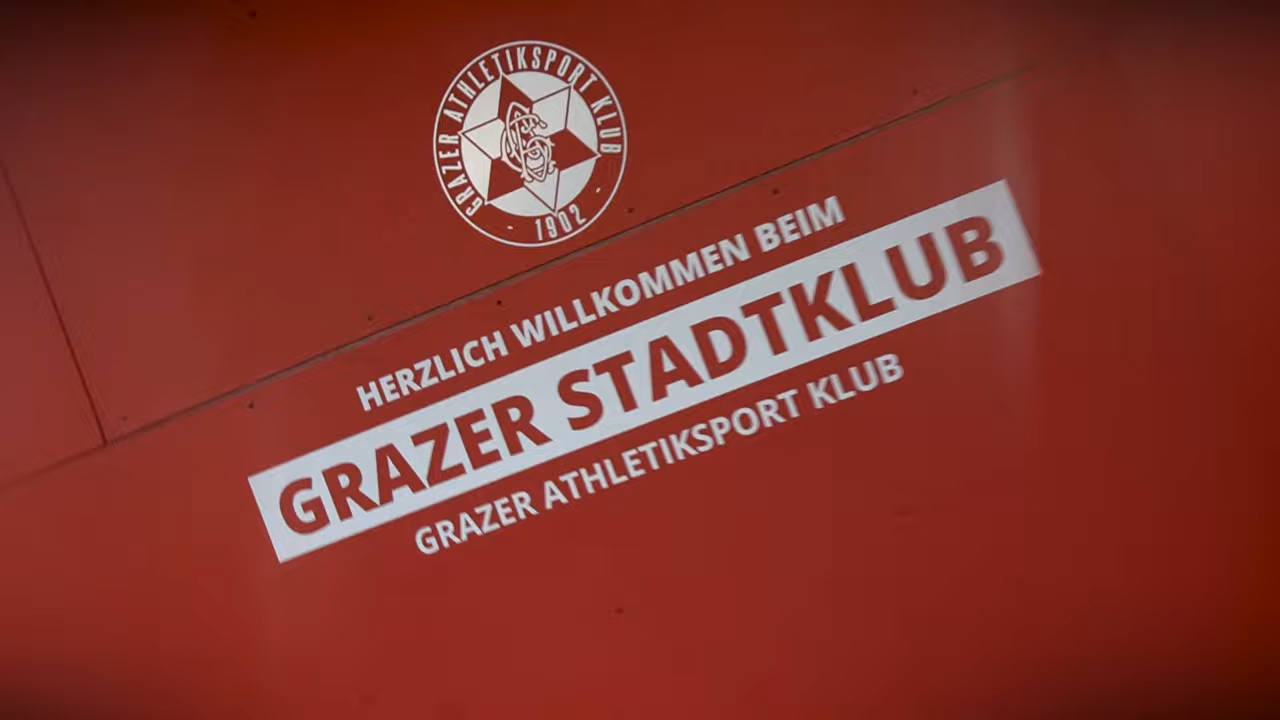 GRAZER ATHLETIKSPORT KLUB
- 1902 -
HERZLICH WILLKOMMEN BEIM
GRAZER STADTKLUB
GRAZER ATHLETIKSPORT KLUB